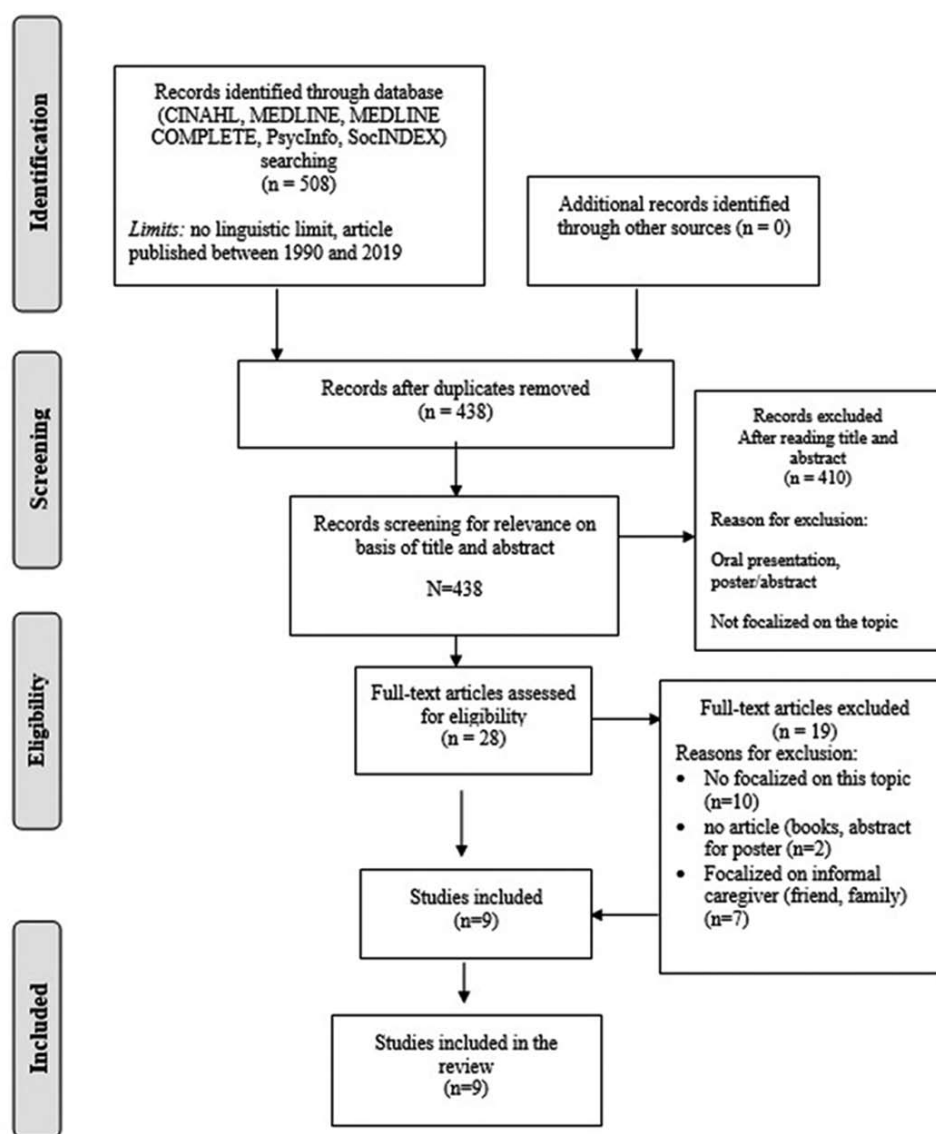 Identification
Records identified through database
(CINAHL, MEDLINE, MEDLINE
COMPLETE, PsycInfo, SocINDEX)
searching
(n = 508)
Limits: no linguistic limit, article
published between 1990 and 2019
Additional records identified
through other sources (n = 0)
Screening
Records after duplicates removed
(n = 438)
Records screening for relevance on
basis of title and abstract
N=438
Records excluded
After reading title and
abstract
(n = 410)
Reason for exclusion:
Oral presentation,
poster/abstract
Not focalized on the topic
Eligibility
Full-text articles assessed
for eligibility
(n = 28)
Full-text articles excluded
(n = 19)
Reasons for exclusion:
• No focalized on this topic
(n=10)
• no article (books, abstract
for poster (n=2)
• Focalized on informal
caregiver (friend, family)
(n=7)
Studies included
(n=9)
Included
Studies included in the
review
(n=9)